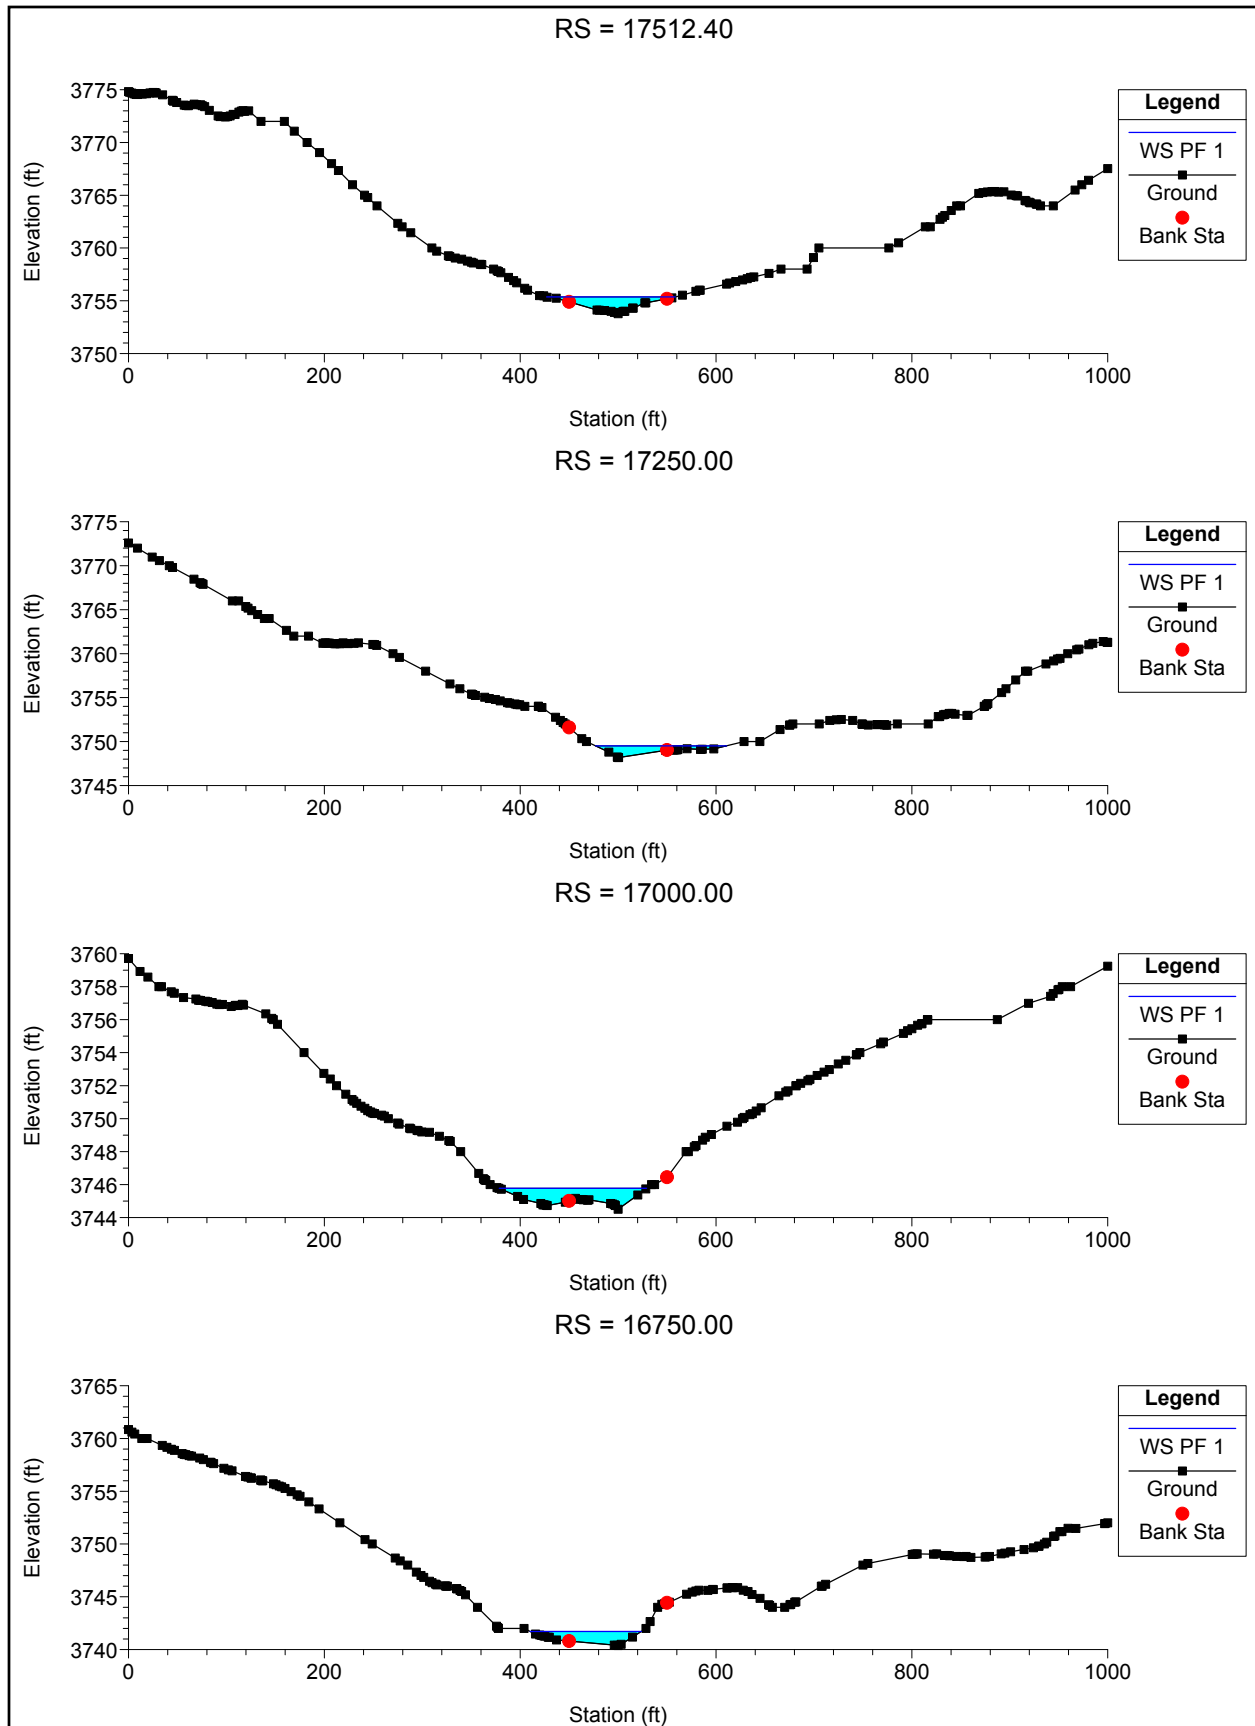 RS = 17512.40
Elevation (ft)
3775
3770
3765
3760
3755
3750
0 200 400 600 800 1000
Station (ft)
Legend
WS PF 1
Ground
Bank Sta
RS = 17250.00
Elevation (ft)
3775
3770
3765
3760
3755
3750
3745
0 200 400 600 800 1000
Station (ft)
Legend
WS PF 1
Ground
Bank Sta
RS = 17000.00
Elevation (ft)
3760
3758
3756
3754
3752
3750
3748
3746
3744
0 200 400 600 800 1000
Station (ft)
Legend
WS PF 1
Ground
Bank Sta
RS = 16750.00
Elevation (ft)
3765
3760
3755
3750
3745
3740
0 200 400 600 800 1000
Station (ft)
Legend
WS PF 1
Ground
Bank Sta